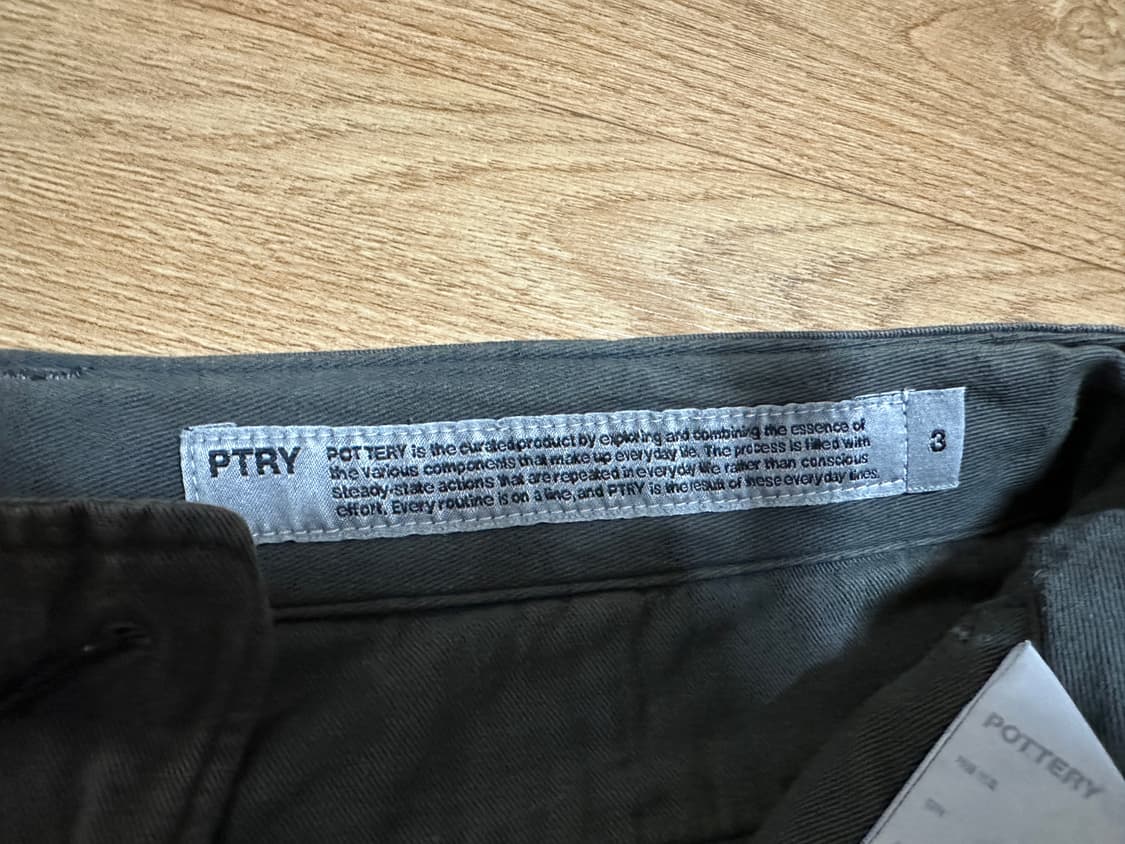 PTRY
POTTERY is the curated product by exploring and combining the essence of
the various components that make up everyday life. The process is filled with
Steady-state actions that are repeated in everyday life rather than conscious
effort. Every routine is on a line, and PTRY is the result of these everyday lines.
3
POTTERY